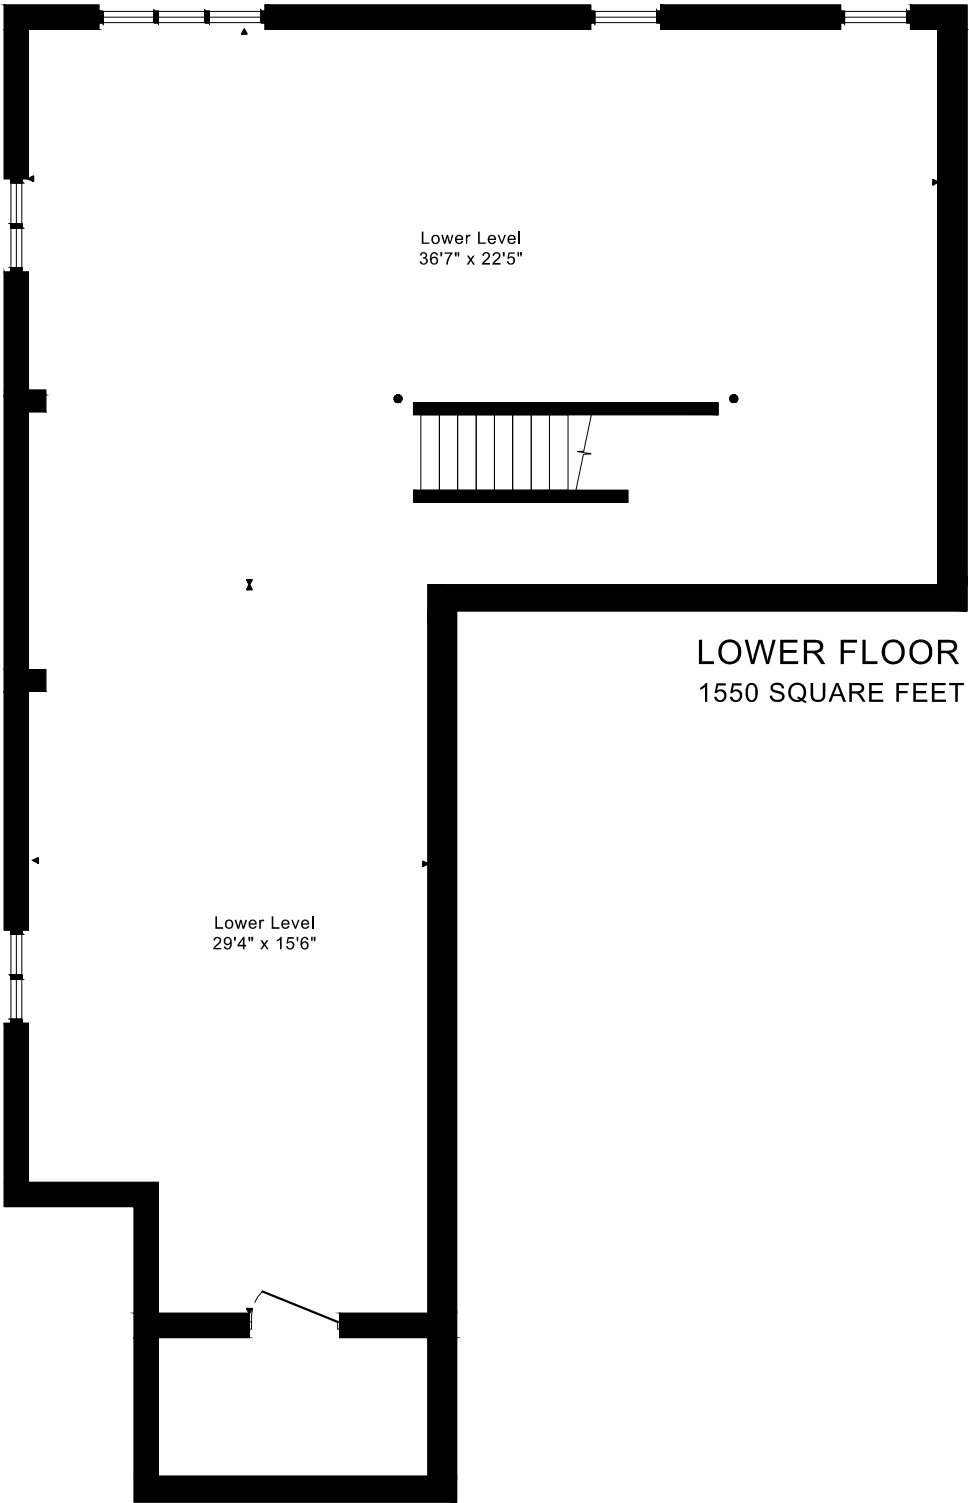 Lower Level
36'7" x 22'5"
LOWER FLOOR
1550 SQUARE FEET
Lower Level
29'4" x 15'6"